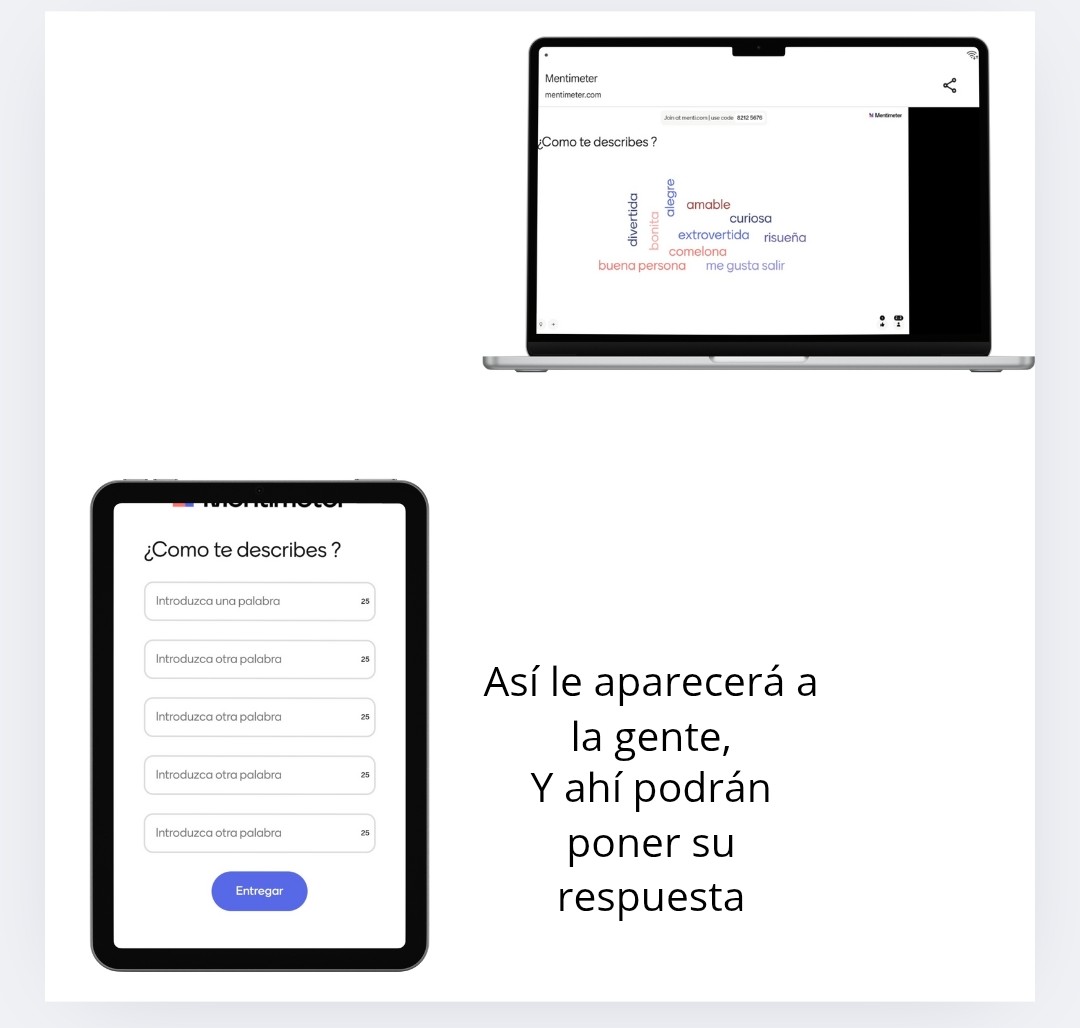 Mentimeter
mentimeter.com
Join at menti.com | use code 8212 5676
Mentimeter
¿Como te describes ?
divertida
bonita
alegre
amable
curiosa
extrovertida
risueña
comelona
buena persona
me gusta salir
Mentimeter
¿Como te describes ?
Introduzca una palabra 25
Introduzca otra palabra 25
Introduzca otra palabra 25
Introduzca otra palabra 25
Introduzca otra palabra 25
Entregar
Así le aparecerá a
la gente,
Y ahí podrán
poner su
respuesta